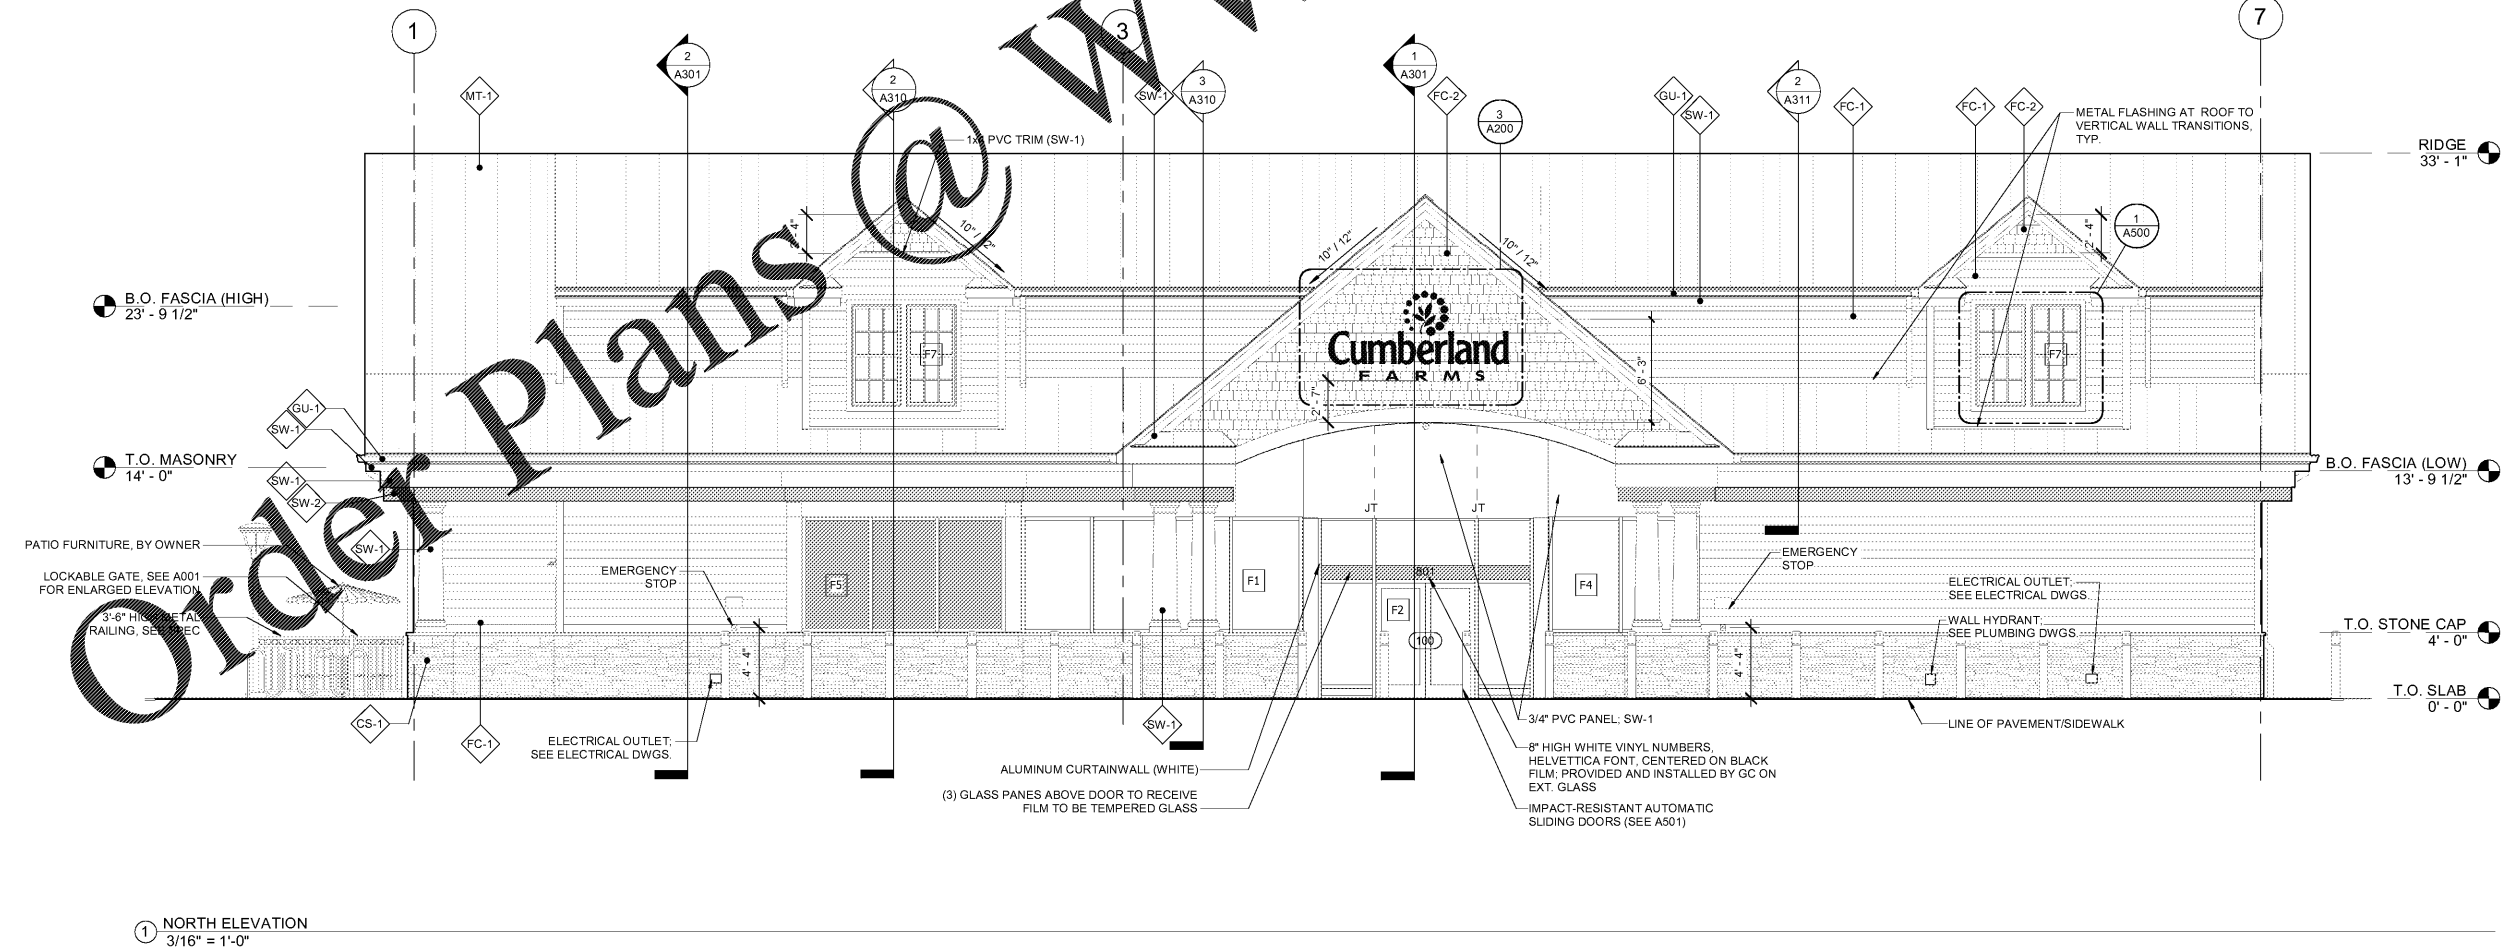 1
3
7
2
A301
2
A310
3
A310
1
A301
3
A200
2
A311
1
A500
MT-1
SW-1
FC-2
GU-1
SW-1
FC-1
FC-1
FC-2
METAL FLASHING AT ROOF TO
VERTICAL WALL TRANSITIONS,
TYP.
1x4 PVC TRIM (SW-1)
RIDGE
33' - 1"
10" / 12"
10" / 12"
10" / 12"
2' - 4"
2' - 4"
B.O. FASCIA (HIGH)
23' - 9 1/2"
Cumberland
FARMS
F7
F7
6' - 3"
2' - 7"
GU-1
SW-1
T.O. MASONRY
14' - 0"
SW-1
SW-2
B.O. FASCIA (LOW)
13' - 9 1/2"
JT
JT
PATIO FURNITURE, BY OWNER
SW-1
LOCKABLE GATE, SEE A001
FOR ENLARGED ELEVATION
3'-6" HIGH METAL
RAILING, SEE SPEC
EMERGENCY
STOP
F5
F1
801
F2
F4
100
EMERGENCY
STOP
ELECTRICAL OUTLET;
SEE ELECTRICAL DWGS.
WALL HYDRANT;
SEE PLUMBING DWGS.
T.O. STONE CAP
4' - 0"
4' - 4"
4' - 4"
T.O. SLAB
0' - 0"
CS-1
FC-1
SW-1
ELECTRICAL OUTLET;
SEE ELECTRICAL DWGS.
3/4" PVC PANEL; SW-1
LINE OF PAVEMENT/SIDEWALK
ALUMINUM CURTAINWALL (WHITE)
(3) GLASS PANES ABOVE DOOR TO RECEIVE
FILM TO BE TEMPERED GLASS
8" HIGH WHITE VINYL NUMBERS,
HELVETTICA FONT, CENTERED ON BLACK
FILM; PROVIDED AND INSTALLED BY GC ON
EXT. GLASS
IMPACT-RESISTANT AUTOMATIC
SLIDING DOORS (SEE A501)
Order Plans @
1 NORTH ELEVATION
3/16" = 1'-0"